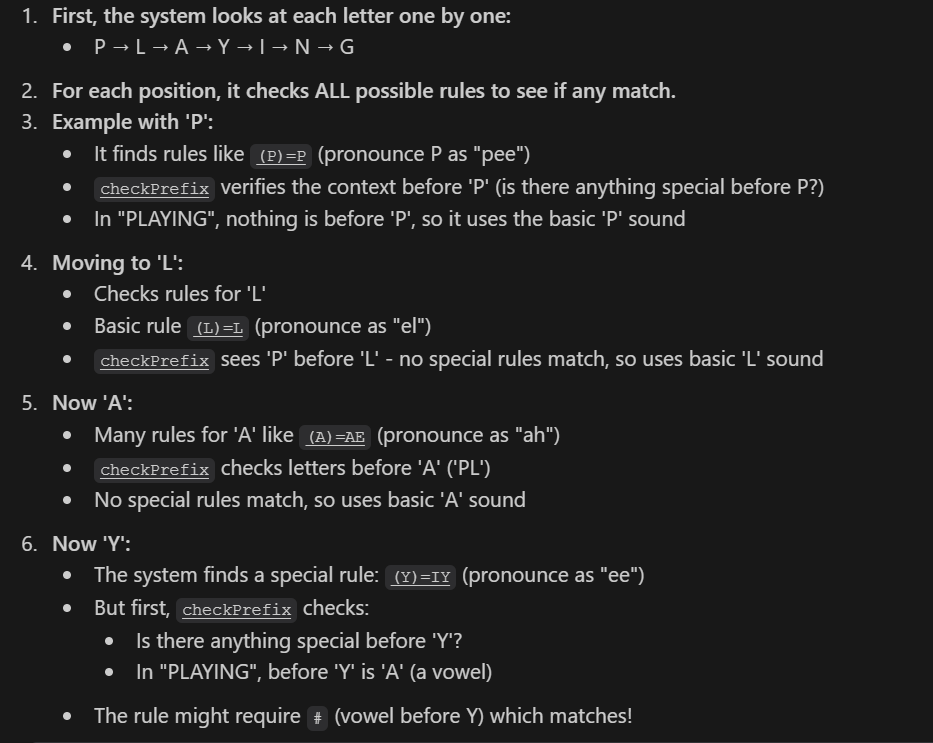 1. First, the system looks at each letter one by one:
• P → L → A → Y → I → N → G
2. For each position, it checks ALL possible rules to see if any match.
3. Example with 'P':
• It finds rules like (P)=P (pronounce P as "pee")
• checkPrefix verifies the context before 'P' (is there anything special before P?)
• In "PLAYING", nothing is before 'P', so it uses the basic 'P' sound
4. Moving to 'L':
• Checks rules for 'L'
• Basic rule (L)=L (pronounce as "el")
• checkPrefix sees 'P' before 'L' - no special rules match, so uses basic 'L' sound
5. Now 'A':
• Many rules for 'A' like (A)=AE (pronounce as "ah")
• checkPrefix checks letters before 'A' ('PL')
• No special rules match, so uses basic 'A' sound
6. Now 'Y':
• The system finds a special rule: (Y)=IY (pronounce as "ee")
• But first, checkPrefix checks:
• Is there anything special before 'Y'?
• In "PLAYING", before 'Y' is 'A' (a vowel)
• The rule might require # (vowel before Y) which matches!